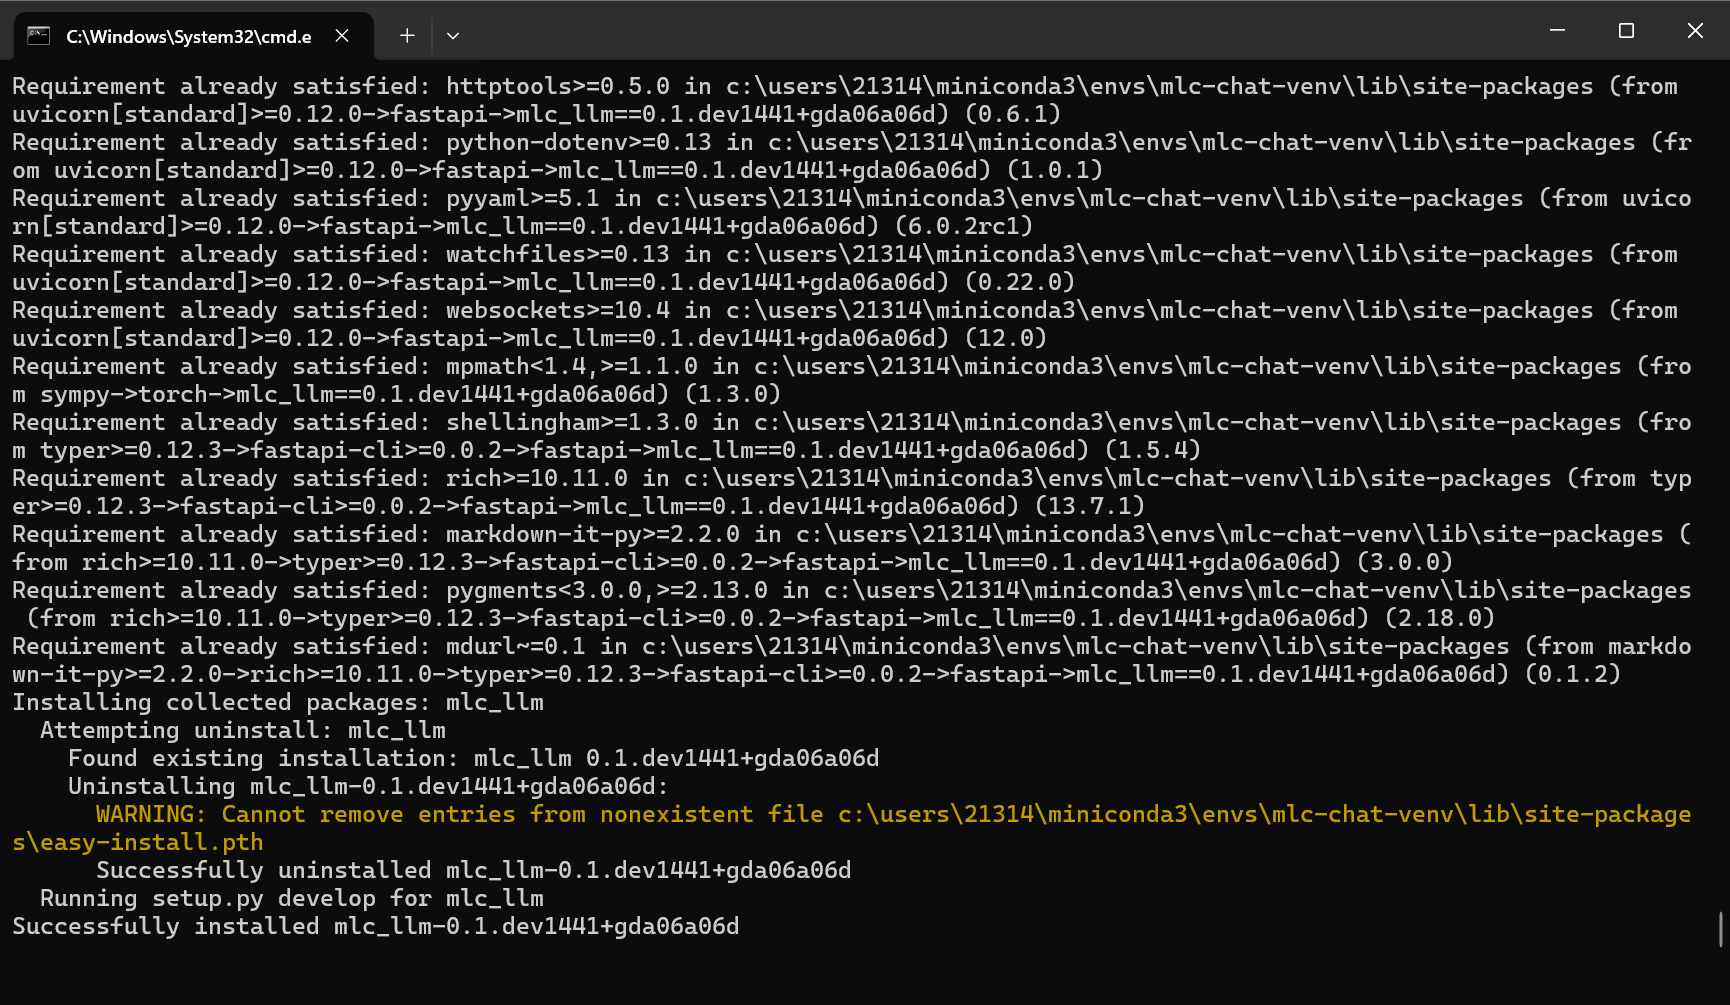 C:\Windows\System32\cmd.e
Requirement already satisfied: httptools>=0.5.0 in c:\users\21314\miniconda3\envs\mlc-chat-venv\lib\site-packages (from
uvicorn[standard]>=0.12.0->fastapi->mlc_llm==0.1.dev1441+gda06a06d) (0.6.1)
Requirement already satisfied: python-dotenv>=0.13 in c:\users\21314\miniconda3\envs\mlc-chat-venv\lib\site-packages (fr
om uvicorn[standard]>=0.12.0->fastapi->mlc_llm==0.1.dev1441+gda06a06d) (1.0.1)
Requirement already satisfied: pyyaml>=5.1 in c:\users\21314\miniconda3\envs\mlc-chat-venv\lib\site-packages (from uvico
rn[standard]>=0.12.0->fastapi->mlc_llm==0.1.dev1441+gda06a06d) (6.0.2rc1)
Requirement already satisfied: watchfiles>=0.13 in c:\users\21314\miniconda3\envs\mlc-chat-venv\lib\site-packages (from
uvicorn[standard]>=0.12.0->fastapi->mlc_llm==0.1.dev1441+gda06a06d) (0.22.0)
Requirement already satisfied: websockets>=10.4 in c:\users\21314\miniconda3\envs\mlc-chat-venv\lib\site-packages (from
uvicorn[standard]>=0.12.0->fastapi->mlc_llm==0.1.dev1441+gda06a06d) (12.0)
Requirement already satisfied: mpmath<1.4,>=1.1.0 in c:\users\21314\miniconda3\envs\mlc-chat-venv\lib\site-packages (fro
m sympy->torch->mlc_llm==0.1.dev1441+gda06a06d) (1.3.0)
Requirement already satisfied: shellingham>=1.3.0 in c:\users\21314\miniconda3\envs\mlc-chat-venv\lib\site-packages (fro
m typer>=0.12.3->fastapi-cli>=0.0.2->fastapi->mlc_llm==0.1.dev1441+gda06a06d) (1.5.4)
Requirement already satisfied: rich>=10.11.0 in c:\users\21314\miniconda3\envs\mlc-chat-venv\lib\site-packages (from typ
er>=0.12.3->fastapi-cli>=0.0.2->fastapi->mlc_llm==0.1.dev1441+gda06a06d) (13.7.1)
Requirement already satisfied: markdown-it-py>=2.2.0 in c:\users\21314\miniconda3\envs\mlc-chat-venv\lib\site-packages (
from rich>=10.11.0->typer>=0.12.3->fastapi-cli>=0.0.2->fastapi->mlc_llm==0.1.dev1441+gda06a06d) (3.0.0)
Requirement already satisfied: pygments<3.0.0,>=2.13.0 in c:\users\21314\miniconda3\envs\mlc-chat-venv\lib\site-packages
 (from rich>=10.11.0->typer>=0.12.3->fastapi-cli>=0.0.2->fastapi->mlc_llm==0.1.dev1441+gda06a06d) (2.18.0)
Requirement already satisfied: mdurl~=0.1 in c:\users\21314\miniconda3\envs\mlc-chat-venv\lib\site-packages (from markdo
wn-it-py>=2.2.0->rich>=10.11.0->typer>=0.12.3->fastapi-cli>=0.0.2->fastapi->mlc_llm==0.1.dev1441+gda06a06d) (0.1.2)
Installing collected packages: mlc_llm
  Attempting uninstall: mlc_llm
    Found existing installation: mlc_llm 0.1.dev1441+gda06a06d
    Uninstalling mlc_llm-0.1.dev1441+gda06a06d:
      WARNING: Cannot remove entries from nonexistent file c:\users\21314\miniconda3\envs\mlc-chat-venv\lib\site-package
s\easy-install.pth
      Successfully uninstalled mlc_llm-0.1.dev1441+gda06a06d
  Running setup.py develop for mlc_llm
Successfully installed mlc_llm-0.1.dev1441+gda06a06d